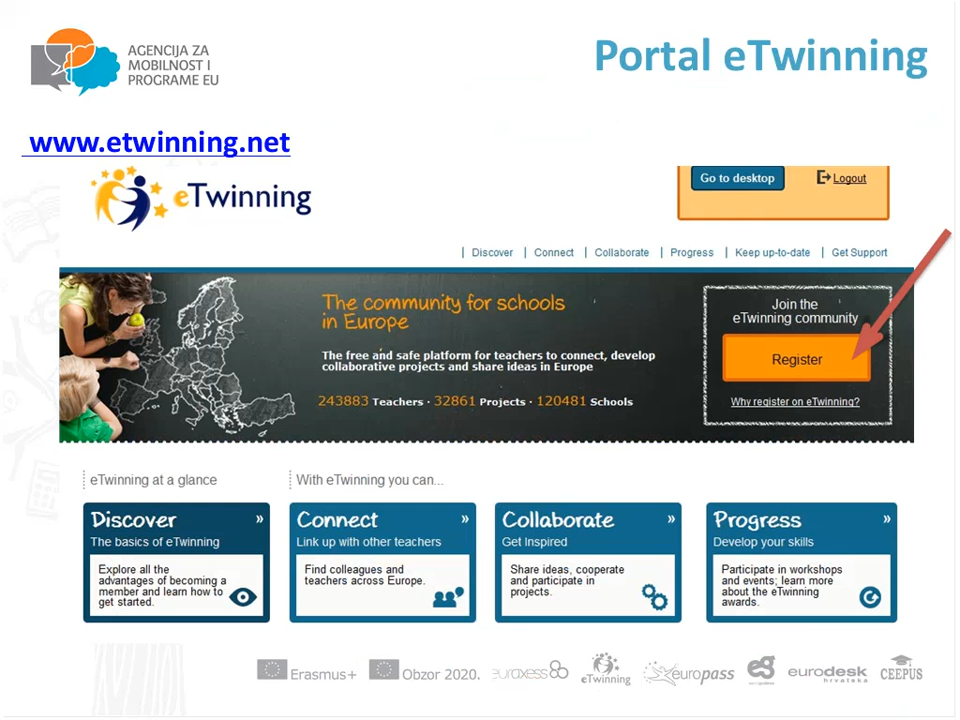 AGENCIJA ZA
MOBILNOST I
PROGRAME EU
Portal eTwinning
www.etwinning.net
eTwinning
Go to desktop
Logout
Discover
Connect
Collaborate
Progress
Keep up-to-date
Get Support
The community for schools
in Europe
The free and safe platform for teachers to connect, develop
collaborative projects and share ideas in Europe
243883 Teachers · 32861 Projects · 120481 Schools
Join the
eTwinning community
Register
Why register on eTwinning?
eTwinning at a glance
With eTwinning you can...
Discover »
The basics of eTwinning
Explore all the
advantages of becoming a
member and learn how to
get started.
Connect »
Link up with other teachers
Find colleagues and
teachers across Europe.
Collaborate »
Get Inspired
Share ideas, cooperate
and participate in
projects.
Progress »
Develop your skills
Participate in workshops
and events; learn more
about the eTwinning
awards.
Erasmus+
Obzor 2020.
euraxess
eTwinning
europass
eg
eurodesk
hrvatska
CEEPUS